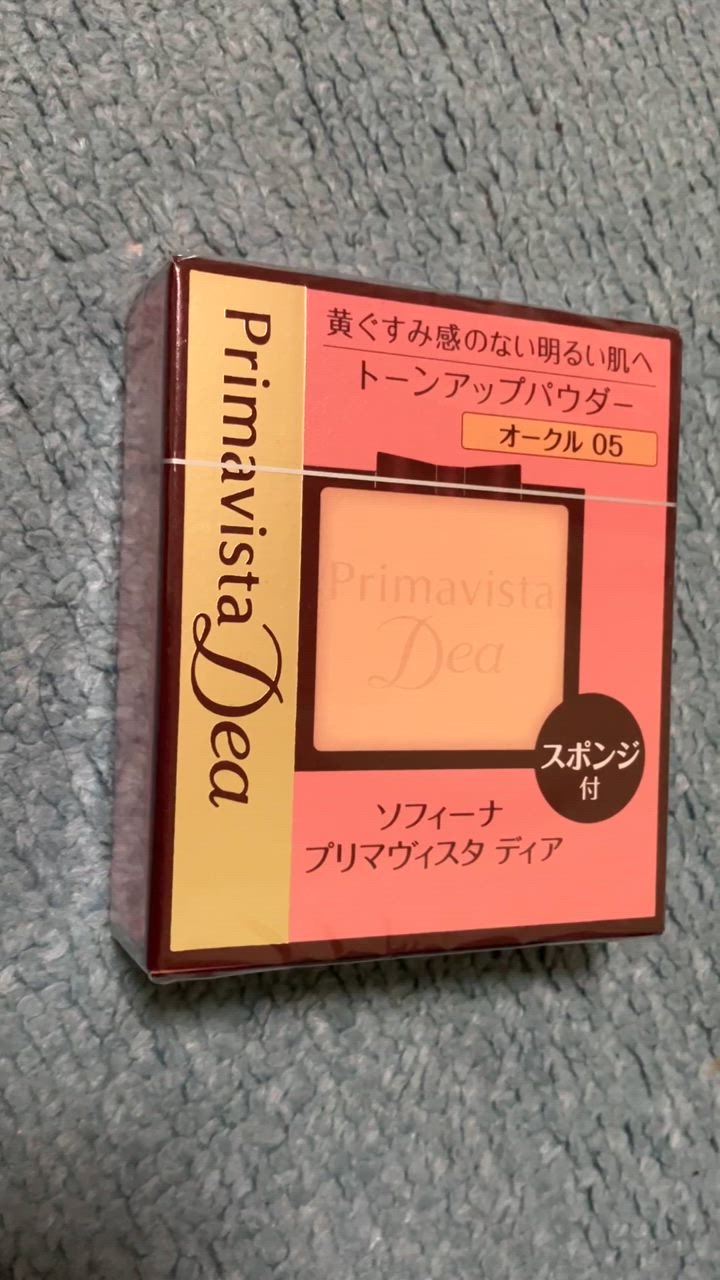 Primavista Dea
黄ぐすみ感のない明るい肌へ
トーンアップパウダー
オークル 05
Primavista
Dea
スポンジ
付
ソフィーナ
プリマヴィスタ ディア